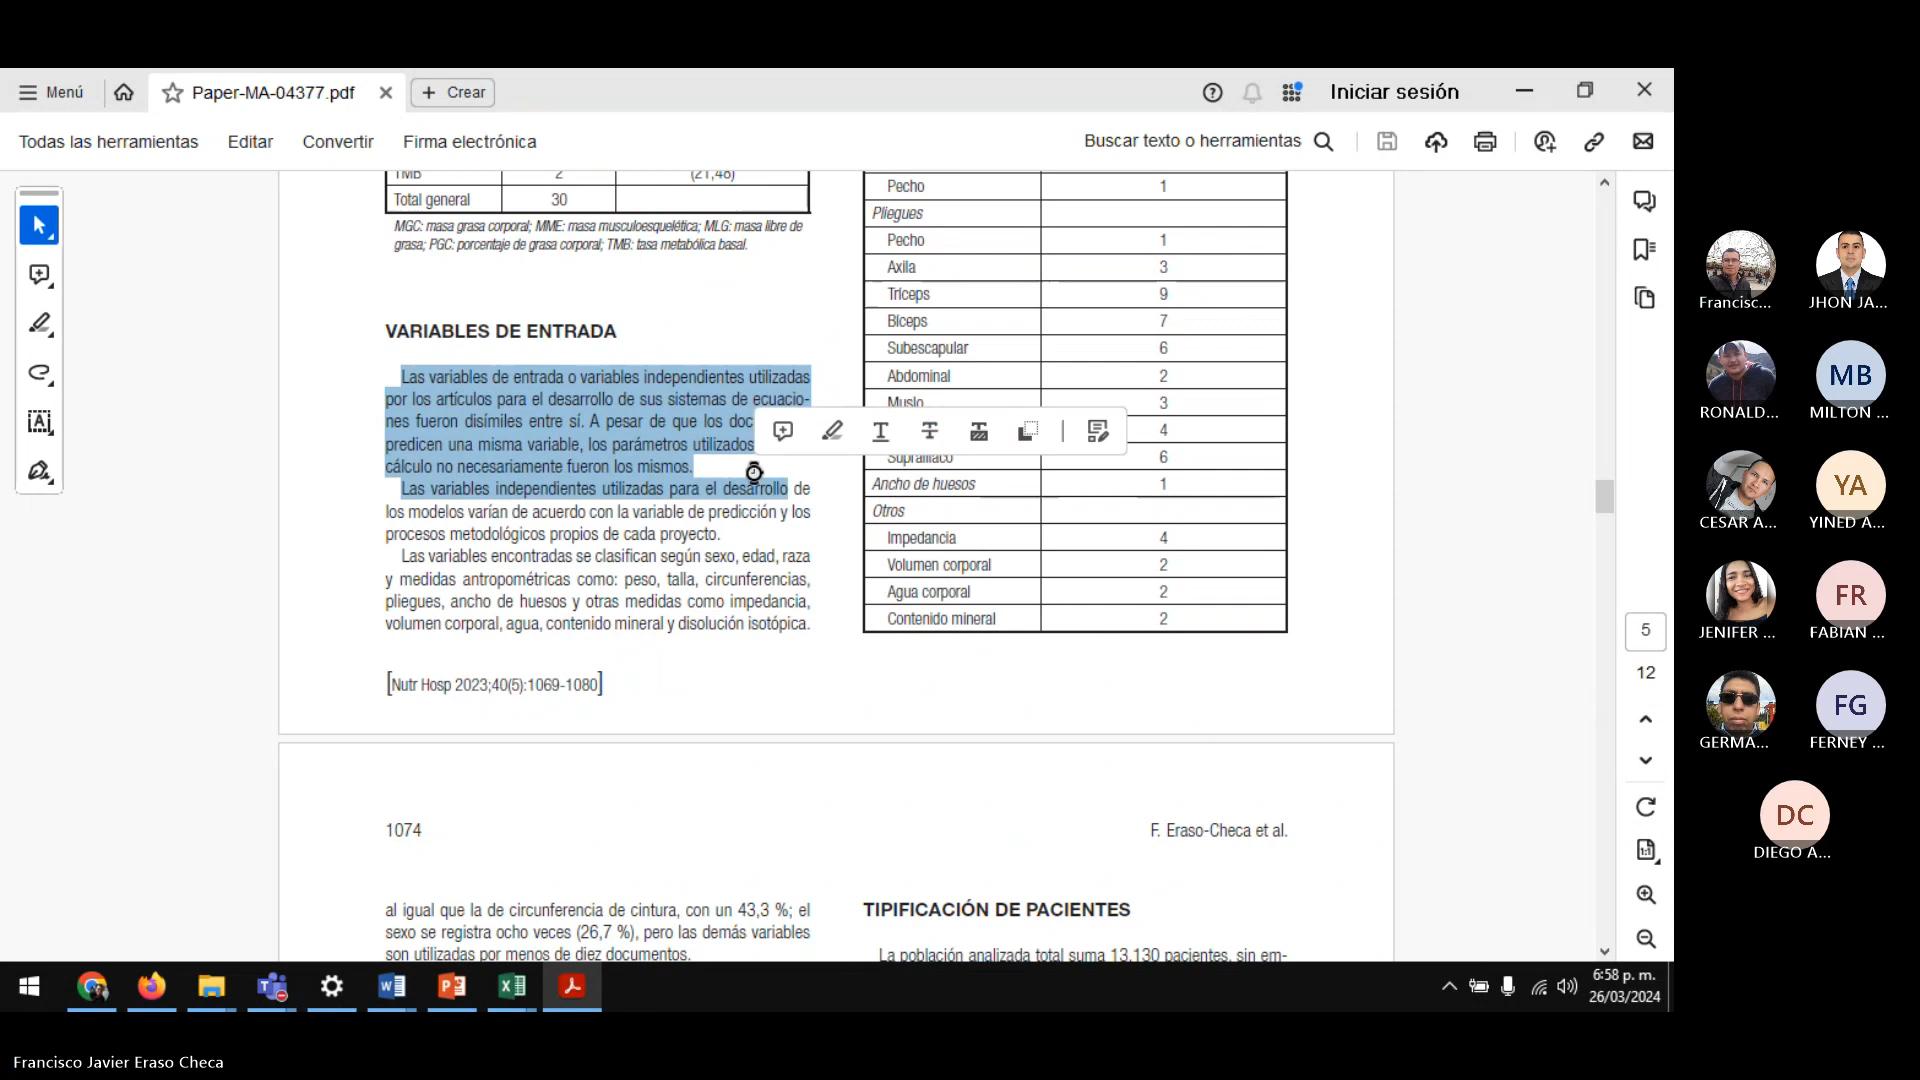 Menú
Paper-MA-04377.pdf
Crear
Iniciar sesión
Todas las herramientas
Editar
Convertir
Firma electrónica
Buscar texto o herramientas
TMB 2 (21,48)
Total general 30
MGC: masa grasa corporal; MME: masa musculoesquelética; MLG: masa libre de
grasa; PGC: porcentaje de grasa corporal; TMB: tasa metabólica basal.
VARIABLES DE ENTRADA
Las variables de entrada o variables independientes utilizadas
por los artículos para el desarrollo de sus sistemas de ecuacio-
nes fueron disímiles entre sí. A pesar de que los doc
predicen una misma variable, los parámetros utilizados
cálculo no necesariamente fueron los mismos.
Las variables independientes utilizadas para el desarrollo de
los modelos varían de acuerdo con la variable de predicción y los
procesos metodológicos propios de cada proyecto.
Las variables encontradas se clasifican según sexo, edad, raza
y medidas antropométricas como: peso, talla, circunferencias,
pliegues, ancho de huesos y otras medidas como impedancia,
volumen corporal, agua, contenido mineral y disolución isotópica.
[Nutr Hosp 2023;40(5):1069-1080]
Pecho 1
Pliegues
Pecho 1
Axila 3
Tríceps 9
Bíceps 7
Subescapular 6
Abdominal 2
Muslo 3
4
Suprailiaco 6
Ancho de huesos 1
Otros
Impedancia 4
Volumen corporal 2
Agua corporal 2
Contenido mineral 2
1074
F. Eraso-Checa et al.
al igual que la de circunferencia de cintura, con un 43,3 %; el
sexo se registra ocho veces (26,7 %), pero las demás variables
son utilizadas por menos de diez documentos.
TIPIFICACIÓN DE PACIENTES
La población analizada total suma 13.130 pacientes, sin em-
5
12
Francisc...
JHON JA...
RONALD...
MB
MILTON ...
CESAR A...
YA
YINED A...
JENIFER ...
FR
FABIAN ...
GERMA...
FG
FERNEY ...
DC
DIEGO A...
6:58 p. m.
26/03/2024
Francisco Javier Eraso Checa